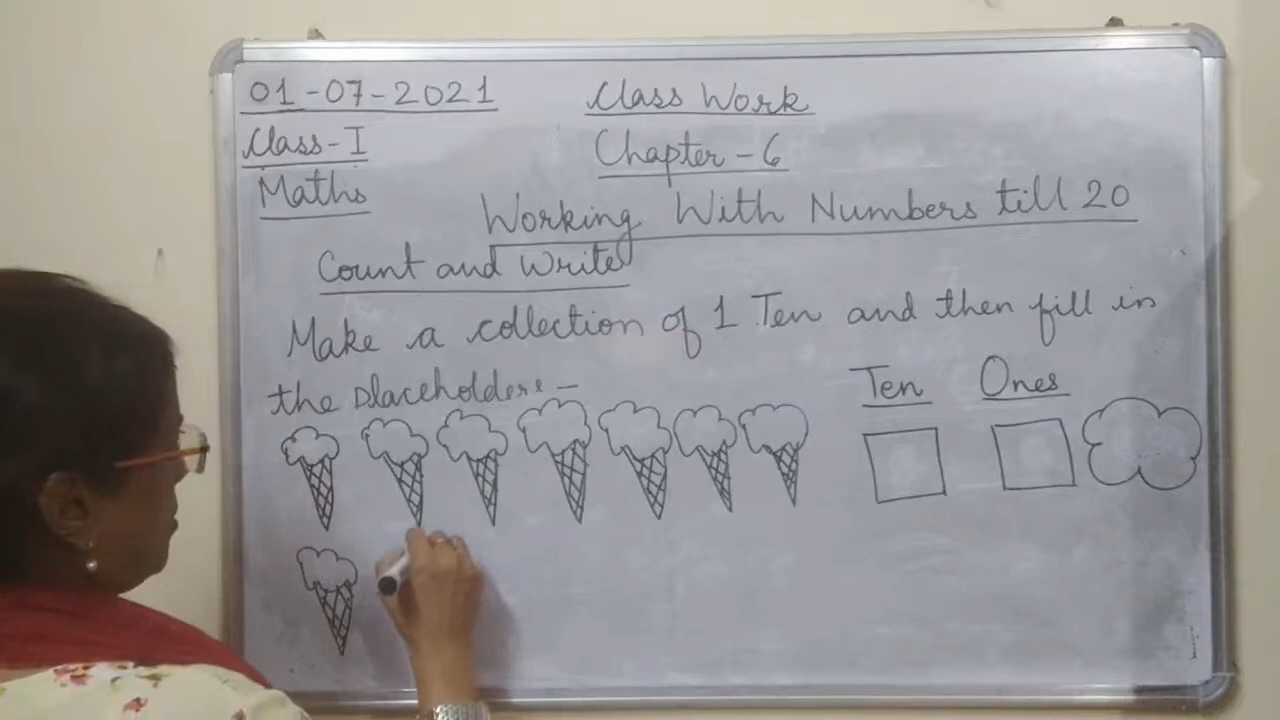 01-07-2021 Class Work
Class-I Chapter-6
Maths
Working With Numbers till 20
Count and Write
Make a collection of 1 Ten and then fill in
the placeholders-
Ten Ones